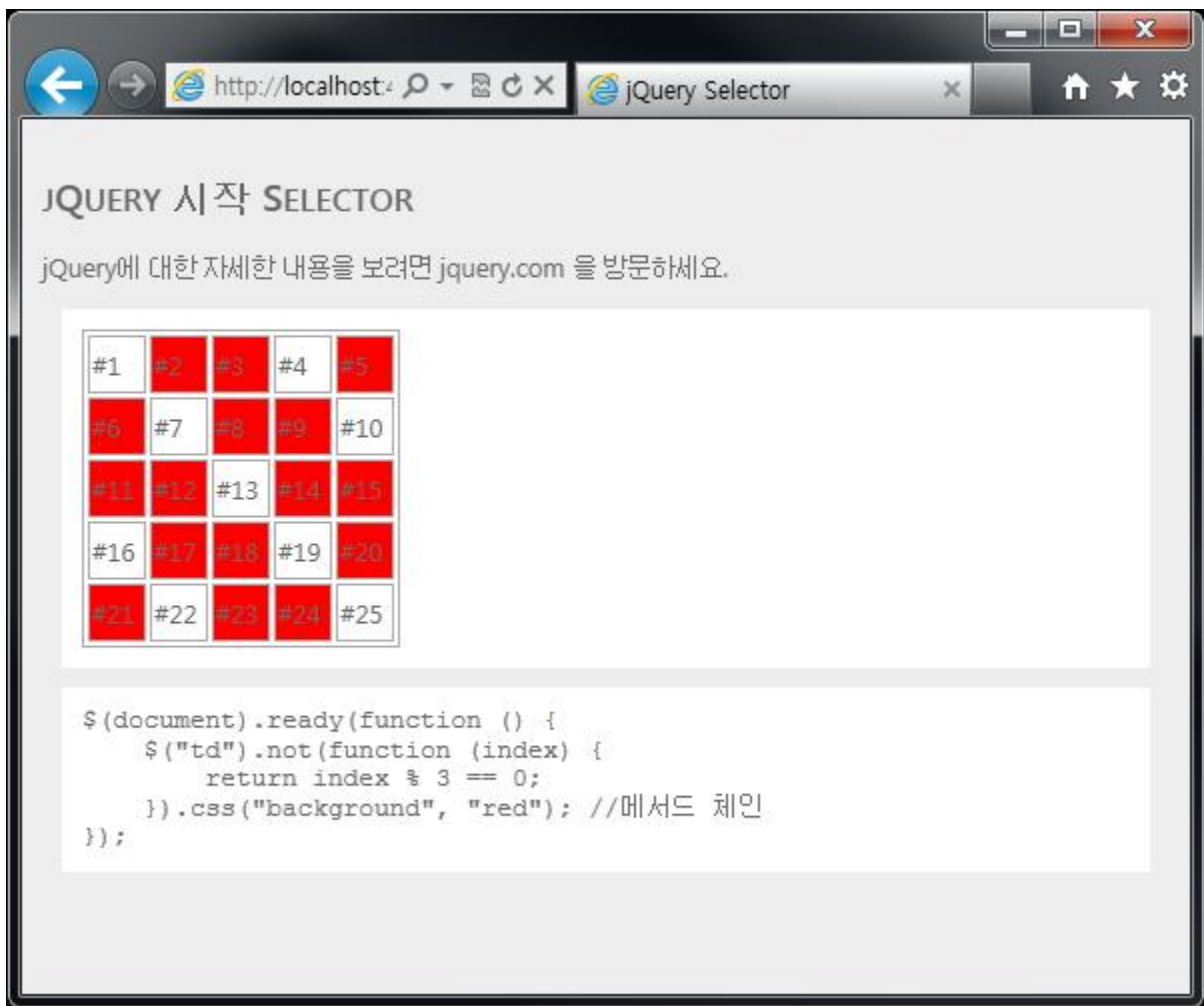 http://localhost:4
jQuery Selector
JQUERY 시작 SELECTOR
jQuery에 대한 자세한 내용을 보려면 jquery.com 을 방문하세요.
#1 #2 #3 #4 #5
#6 #7 #8 #9 #10
#11 #12 #13 #14 #15
#16 #17 #18 #19 #20
#21 #22 #23 #24 #25
$(document).ready(function () {
    $("td").not(function (index) {
        return index % 3 == 0;
    }).css("background", "red"); //메서드 체인
});